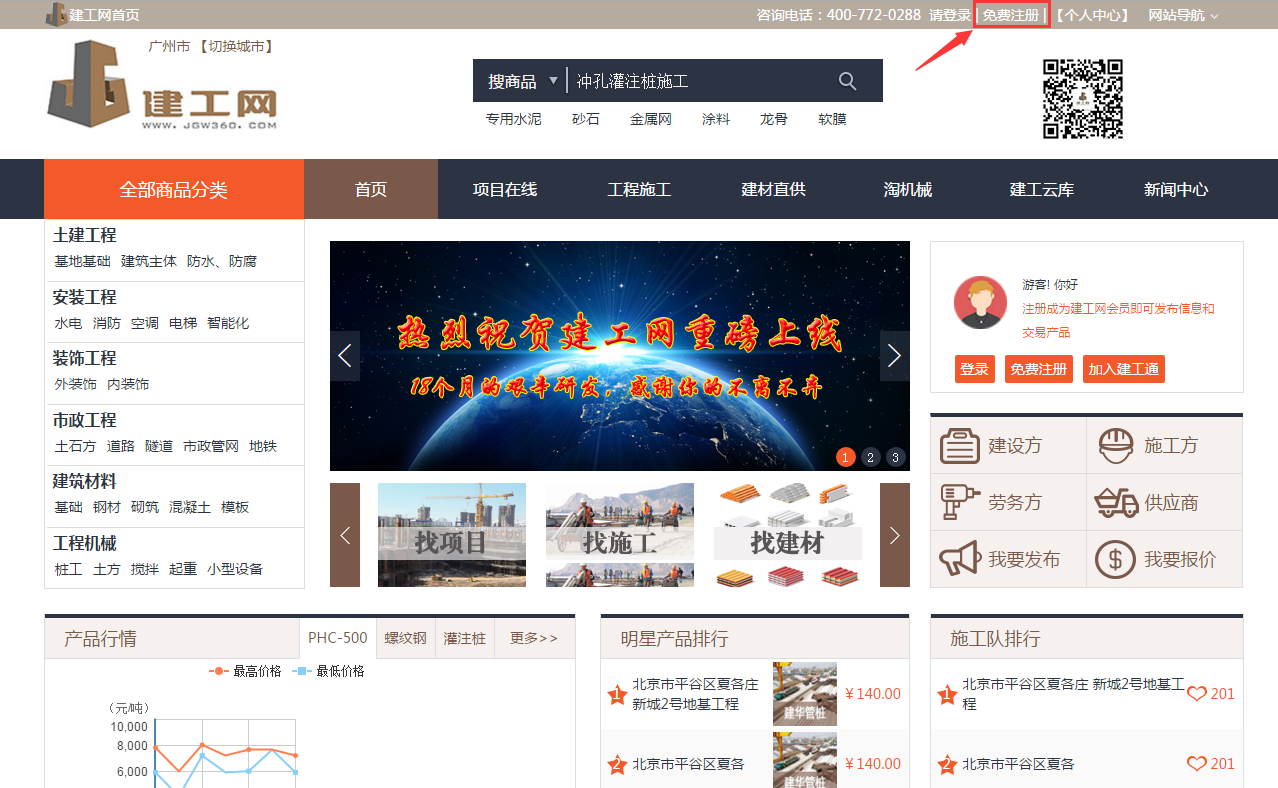 建工网首页
咨询电话：400-772-0288 请登录 | 免费注册 | 【个人中心】 网站导航
广州市 【切换城市】
建工网
WWW.JGW360.COM
搜商品 冲孔灌注桩施工
专用水泥 砂石 金属网 涂料 龙骨 软膜
全部商品分类 首页 项目在线 工程施工 建材直供 淘机械 建工云库 新闻中心
土建工程
基地基础 建筑主体 防水、防腐
安装工程
水电 消防 空调 电梯 智能化
装饰工程
外装饰 内装饰
市政工程
土石方 道路 隧道 市政管网 地铁
建筑材料
基础 钢材 砌筑 混凝土 模板
工程机械
桩工 土方 搅拌 起重 小型设备
热烈祝贺建工网重磅上线
18个月的艰辛研发，感谢你的不离不弃
1 2 3
找项目 找施工 找建材
游客! 你好
注册成为建工网会员即可发布信息和
交易产品
登录 免费注册 加入建工通
建设方 施工方
劳务方 供应商
我要发布 我要报价
产品行情 PHC-500 螺纹钢 灌注桩 更多>>
最高价格 最低价格
（元/吨）
10,000
8,000
6,000
明星产品排行
1 北京市平谷区夏各庄
新城2号地基工程
建华管桩
¥140.00
2 北京市平谷区夏各
建华管桩
¥140.00
施工队排行
1 北京市平谷区夏各庄 新城2号地基工
程
201
2 北京市平谷区夏各
201